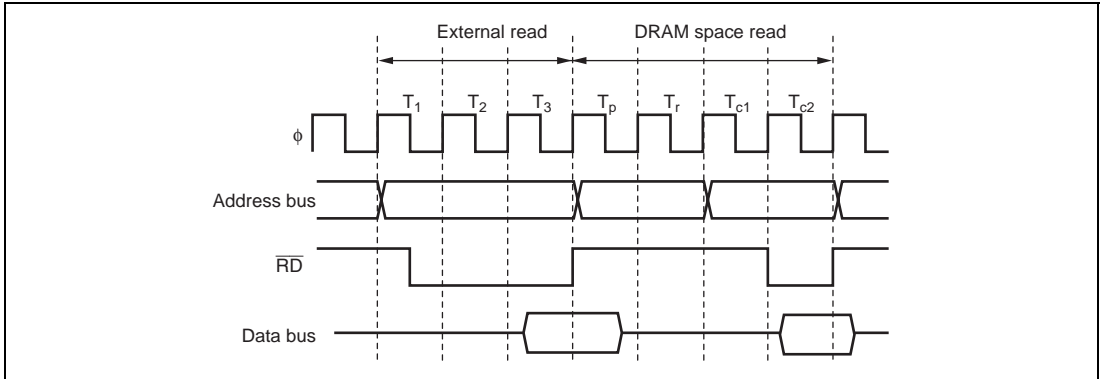 External read DRAM space read
T1 T2 T3 Tp Tr Tc1 Tc2
ϕ
Address bus
RD
Data bus